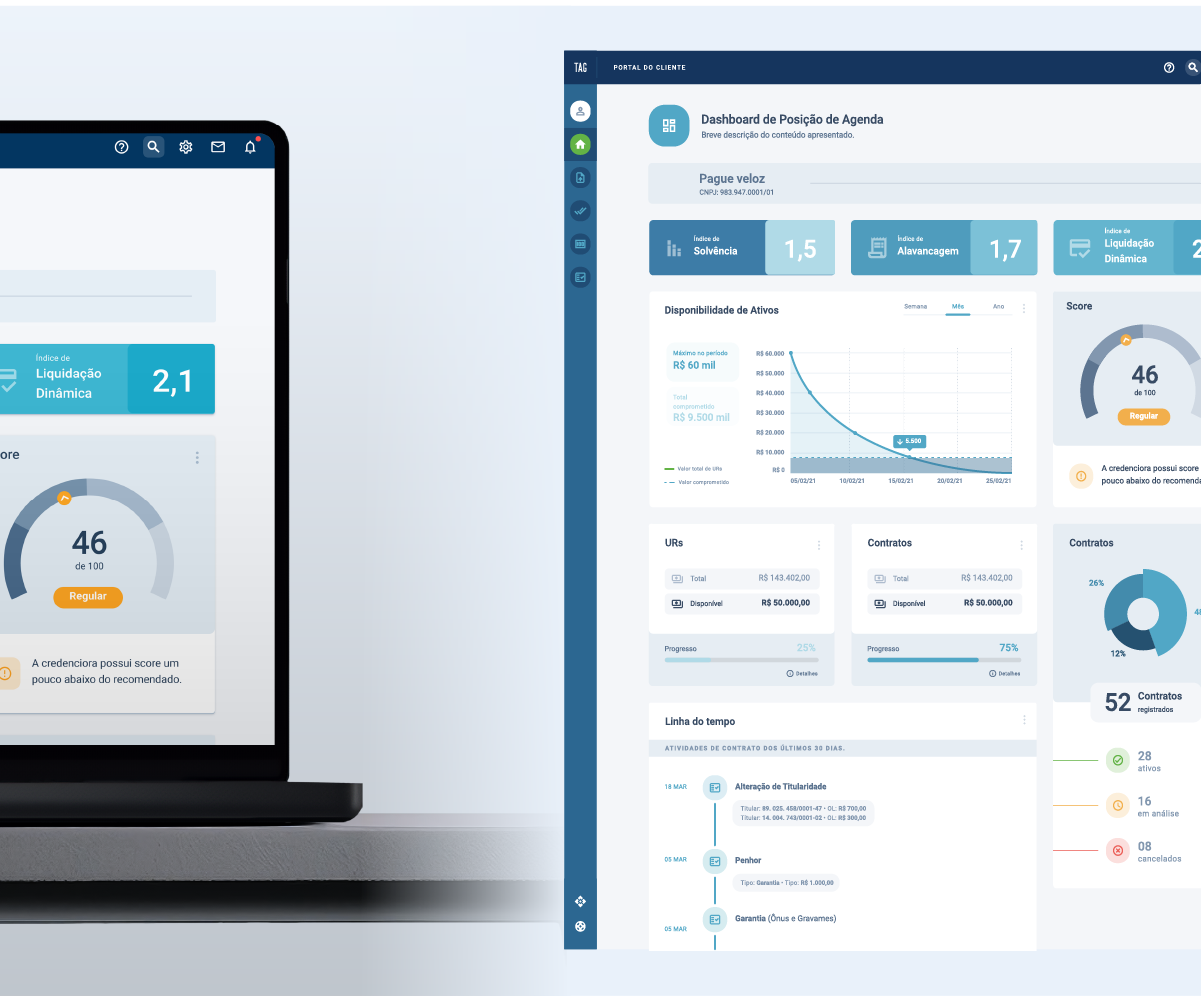 Índice de
Liquidação
Dinâmica
2,1
ore
46
de 100
Regular
A credenciora possui score um
pouco abaixo do recomendado.
TAG
PORTAL DO CLIENTE
Dashboard de Posição de Agenda
Breve descrição do conteúdo apresentado.
Pague veloz
CNPJ: 983.947.0001/01
Índice de
Solvência
1,5
Índice de
Alavancagem
1,7
Índice de
Liquidação
Dinâmica
2
Disponibilidade de Ativos
Semana Mês Ano
Máximo no período
R$ 60 mil
Total
comprometido
R$ 9.500 mil
Valor total de URs
Valor comprometido
R$ 60.000
R$ 50.000
R$ 40.000
R$ 30.000
R$ 20.000
R$ 10.000
R$ 0
5.500
05/02/21 10/02/21 15/02/21 20/02/21 25/02/21
Score
46
de 100
Regular
A credenciora possui score
pouco abaixo do recomenda
URs
Total R$ 143.402,00
Disponível R$ 50.000,00
Progresso 25%
Detalhes
Contratos
Total R$ 143.402,00
Disponível R$ 50.000,00
Progresso 75%
Detalhes
Contratos
26%
48
12%
52 Contratos
registrados
28
ativos
16
em análise
08
cancelados
Linha do tempo
ATIVIDADES DE CONTRATO DOS ÚLTIMOS 30 DIAS.
18 MAR
Alteração de Titularidade
Titular: 89. 025. 458/0001-47 • OL: R$ 700,00
Titular: 14. 004. 743/0001-02 • OL: R$ 300,00
06 MAR
Penhor
Tipo: Garantia • Tipo: R$ 1.000,00
05 MAR
Garantia (Ônus e Gravames)